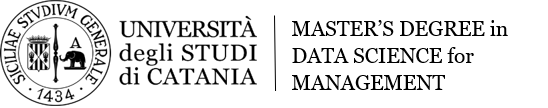 SICILIAE STVDIVM GENERALE
· 1434 ·
A
UNIVERSITÀ
degli STUDI
di CATANIA
MASTER'S DEGREE in
DATA SCIENCE for
MANAGEMENT